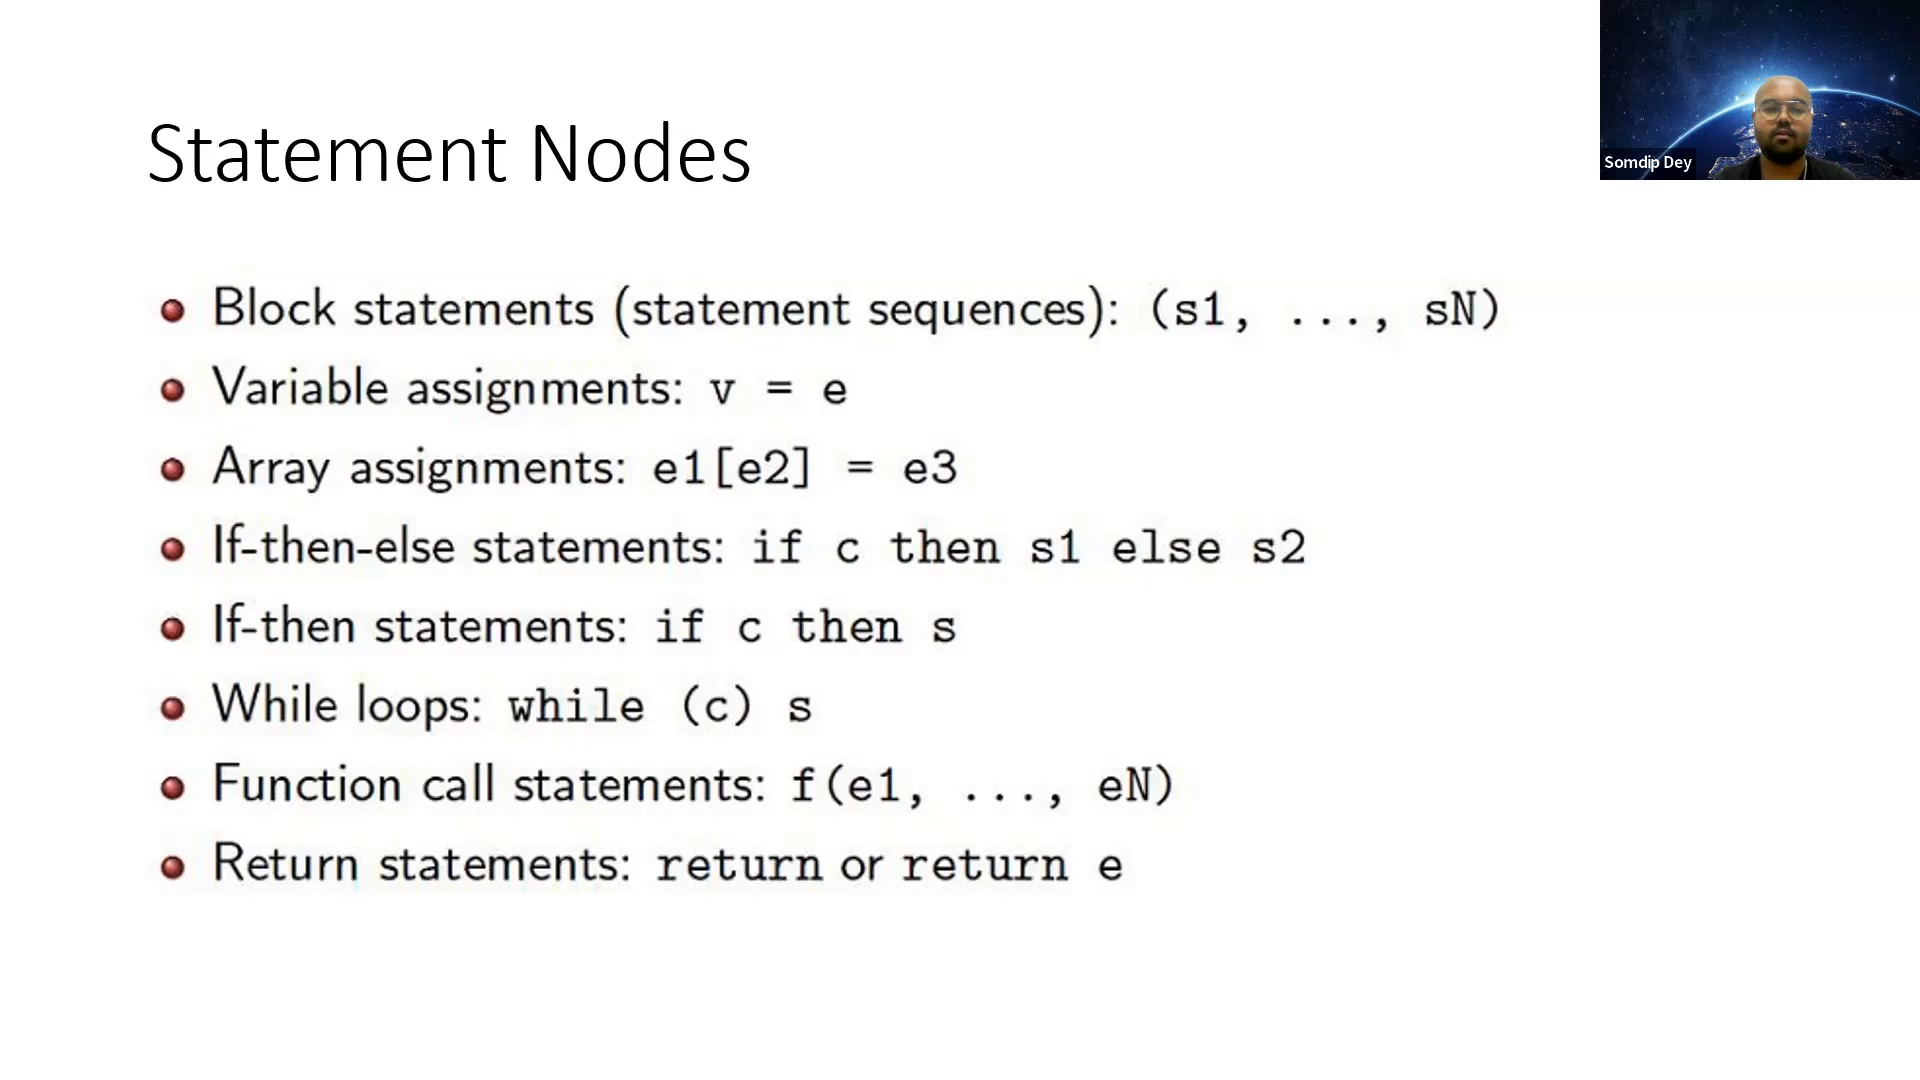 Statement Nodes
Somdip Dey
Block statements (statement sequences): (s1, ..., sN)
Variable assignments: v = e
Array assignments: e1[e2] = e3
If-then-else statements: if c then s1 else s2
If-then statements: if c then s
While loops: while (c) s
Function call statements: f(e1, ..., eN)
Return statements: return or return e